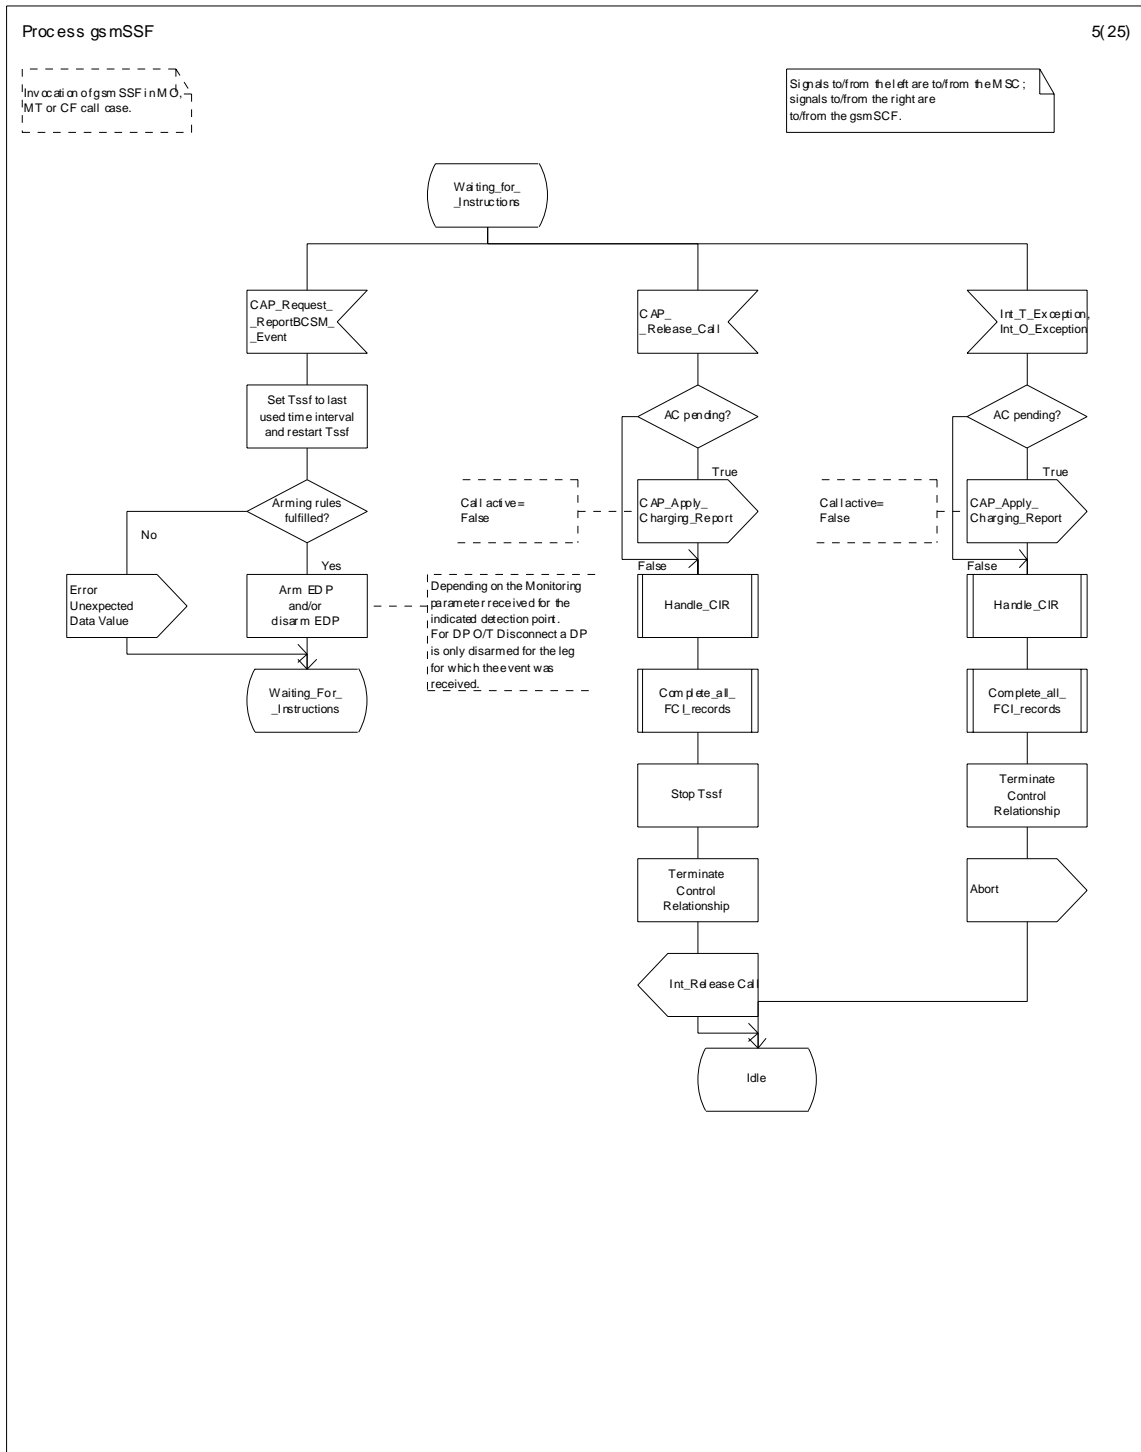 Process gsmSSF
5(25)
Invocation of gsmSSF in MO,
MT or CF call case.
Signals to/from the left are to/from the MSC;
signals to/from the right are
to/from the gsmSCF.
Waiting_for_
_Instructions
CAP_Request_
_ReportBCSM_
_Event
CAP_
_Release_Call
Int_T_Exception,
Int_O_Exception
Set Tssf to last
used time interval
and restart Tssf
AC pending?
AC pending?
True
True
Arming rules
fulfilled?
Call active=
False
CAP_Apply_
Charging_Report
Call active=
False
CAP_Apply_
Charging_Report
No
Yes
False
False
Error
Unexpected
Data Value
Arm EDP
and/or
disarm EDP
Depending on the Monitoring
parameter received for the
indicated detection point.
For DP O/T Disconnect a DP
is only disarmed for the leg
for which the event was
received.
Handle_CIR
Handle_CIR
Waiting_For_
_Instructions
Complete_all_
FCI_records
Complete_all_
FCI_records
Stop Tssf
Terminate
Control
Relationship
Terminate
Control
Relationship
Abort
Int_Release Call
Idle